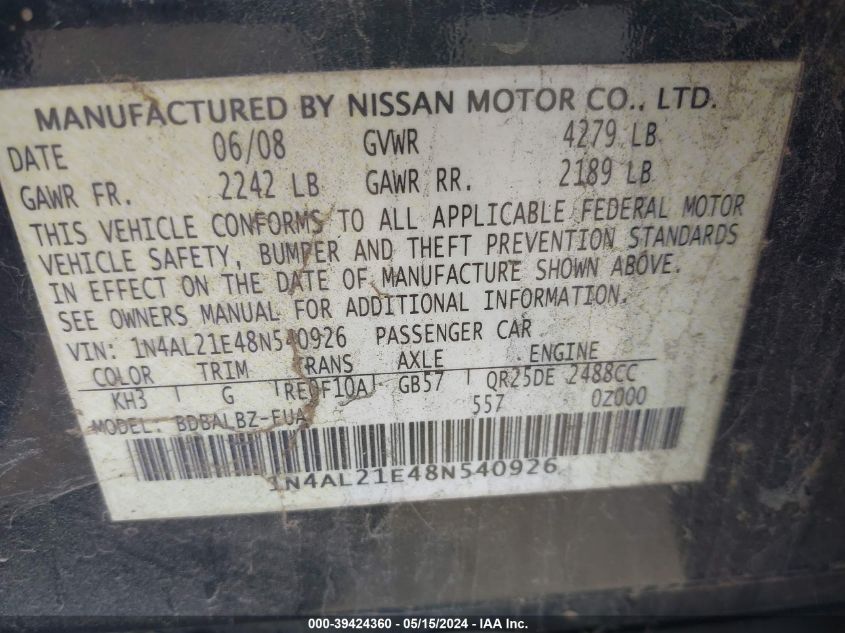 MANUFACTURED BY NISSAN MOTOR CO., LTD.
DATE 06/08 GVWR 4279 LB
GAWR FR. 2242 LB GAWR RR. 2189 LB
THIS VEHICLE CONFORMS TO ALL APPLICABLE FEDERAL MOTOR
VEHICLE SAFETY, BUMPER AND THEFT PREVENTION STANDARDS
IN EFFECT ON THE DATE OF MANUFACTURE SHOWN ABOVE.
SEE OWNERS MANUAL FOR ADDITIONAL INFORMATION.
VIN: 1N4AL21E48N540926 PASSENGER CAR
COLOR TRIM TRANS AXLE ENGINE
KH3 G RE0F10A GB57 QR25DE 2488CC
MODEL: BDBALBZ-EUA 557 0Z000
1N4AL21E48N540926
000-39424360 - 05/15/2024 - IAA Inc.